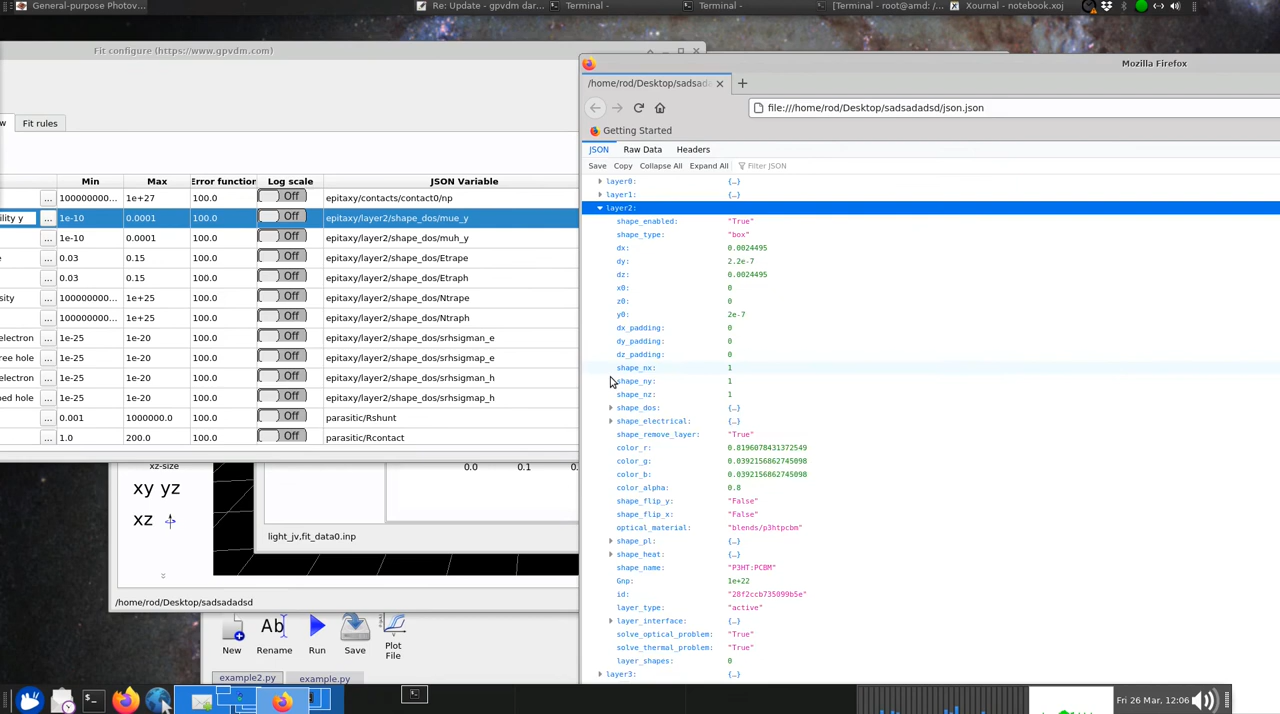 General-purpose Photov
Re: Update - gpvdm dar...
Terminal -
Terminal -
[Terminal - root@amd: /...
Xournal - notebook.xoj
Fit configure (https://www.gpvdm.com)
Fit rules
Min Max Error function Log scale JSON Variable
... 100000000... 1e+27 100.0 Off epitaxy/contacts/contact0/np
ility y ... 1e-10 0.0001 100.0 Off epitaxy/layer2/shape_dos/mue_y
... 1e-10 0.0001 100.0 Off epitaxy/layer2/shape_dos/muh_y
e ... 0.03 0.15 100.0 Off epitaxy/layer2/shape_dos/Etrape
... 0.03 0.15 100.0 Off epitaxy/layer2/shape_dos/Etraph
sity ... 100000000... 1e+25 100.0 Off epitaxy/layer2/shape_dos/Ntrape
... 100000000... 1e+25 100.0 Off epitaxy/layer2/shape_dos/Ntraph
electron ... 1e-25 1e-20 100.0 Off epitaxy/layer2/shape_dos/srhsigman_e
ree hole ... 1e-25 1e-20 100.0 Off epitaxy/layer2/shape_dos/srhsigmap_e
electron ... 1e-25 1e-20 100.0 Off epitaxy/layer2/shape_dos/srhsigman_h
ped hole ... 1e-25 1e-20 100.0 Off epitaxy/layer2/shape_dos/srhsigmap_h
... 0.001 1000000.0 100.0 Off parasitic/Rshunt
... 1.0 200.0 100.0 Off parasitic/Rcontact
xz-size
xy yz
xz
0.0 0.1 0.2 0.3
light_jv.fit_data0.inp
/home/rod/Desktop/sadsadadsd
New Rename Run Save Plot File
example2.py example.py
Mozilla Firefox
/home/rod/Desktop/sadsada
file:///home/rod/Desktop/sadsadadsd/json.json
Getting Started
JSON Raw Data Headers
Save Copy Collapse All Expand All Filter JSON
layer0: {…}
layer1: {…}
layer2:
shape_enabled: "True"
shape_type: "box"
dx: 0.0024495
dy: 2.2e-7
dz: 0.0024495
x0: 0
z0: 0
y0: 2e-7
dx_padding: 0
dy_padding: 0
dz_padding: 0
shape_nx: 1
shape_ny: 1
shape_nz: 1
shape_dos: {…}
shape_electrical: {…}
shape_remove_layer: "True"
color_r: 0.8196078431372549
color_g: 0.0392156862745098
color_b: 0.0392156862745098
color_alpha: 0.8
shape_flip_y: "False"
shape_flip_x: "False"
optical_material: "blends/p3htpcbm"
shape_pl: {…}
shape_heat: {…}
shape_name: "P3HT:PCBM"
Gnp: 1e+22
id: "28f2ccb735099b5e"
layer_type: "active"
layer_interface: {…}
solve_optical_problem: "True"
solve_thermal_problem: "True"
layer_shapes: 0
layer3: {…}
Fri 26 Mar, 12:06